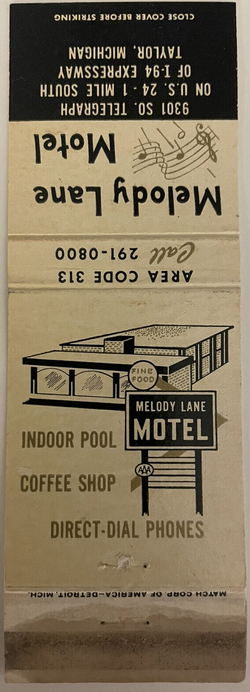 CLOSE COVER BEFORE STRIKING
9301 SO. TELEGRAPH
ON U.S. 24 - 1 MILE SOUTH
OF I-94 EXPRESSWAY
TAYLOR, MICHIGAN
Melody Lane
Motel
AREA CODE 313
Call 291-0800
FINE
FOOD
MELODY LANE
MOTEL
AAA
INDOOR POOL
COFFEE SHOP
DIRECT-DIAL PHONES
MATCH CORP. OF AMERICA—DETROIT, MICH.